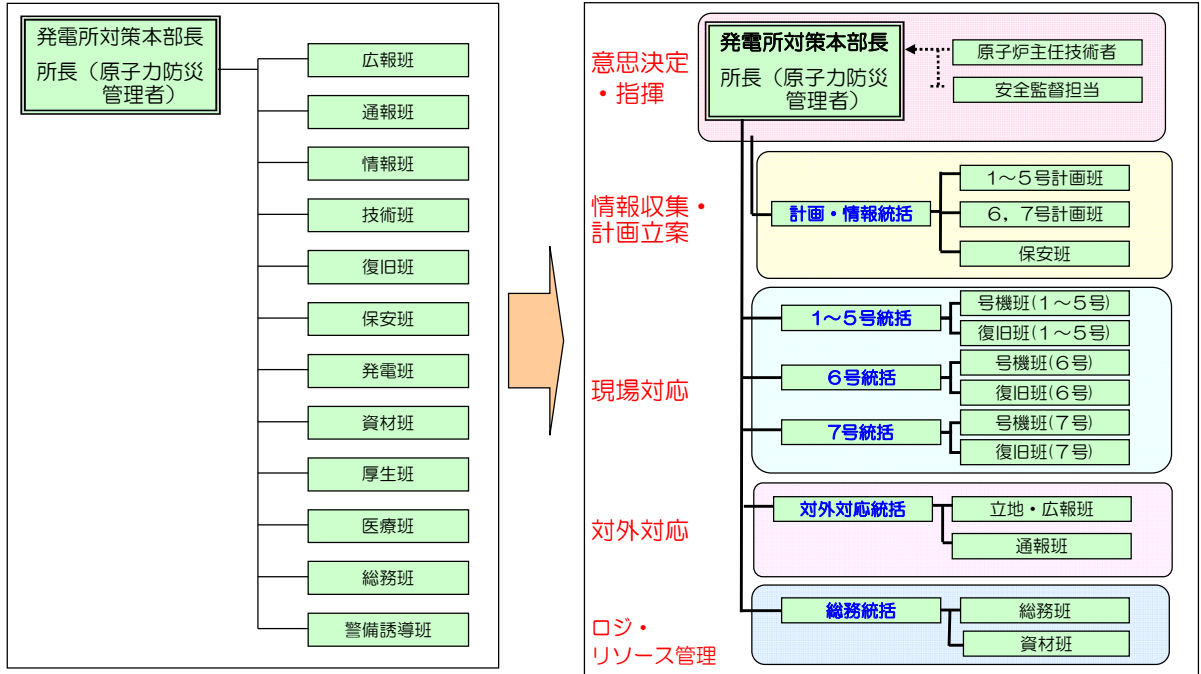 発電所対策本部長
所長（原子力防災
管理者）
広報班
通報班
情報班
技術班
復旧班
保安班
発電班
資材班
厚生班
医療班
総務班
警備誘導班
意思決定
・指揮
発電所対策本部長
所長（原子力防災
管理者）
原子炉主任技術者
安全監督担当
情報収集・
計画立案
計画・情報統括
1～5号計画班
6，7号計画班
保安班
現場対応
1～5号統括
号機班(1～5号)
復旧班(1～5号)
6号統括
号機班(6号)
復旧班(6号)
7号統括
号機班(7号)
復旧班(7号)
対外対応
対外対応統括
立地・広報班
通報班
ロジ・
リソース管理
総務統括
総務班
資材班